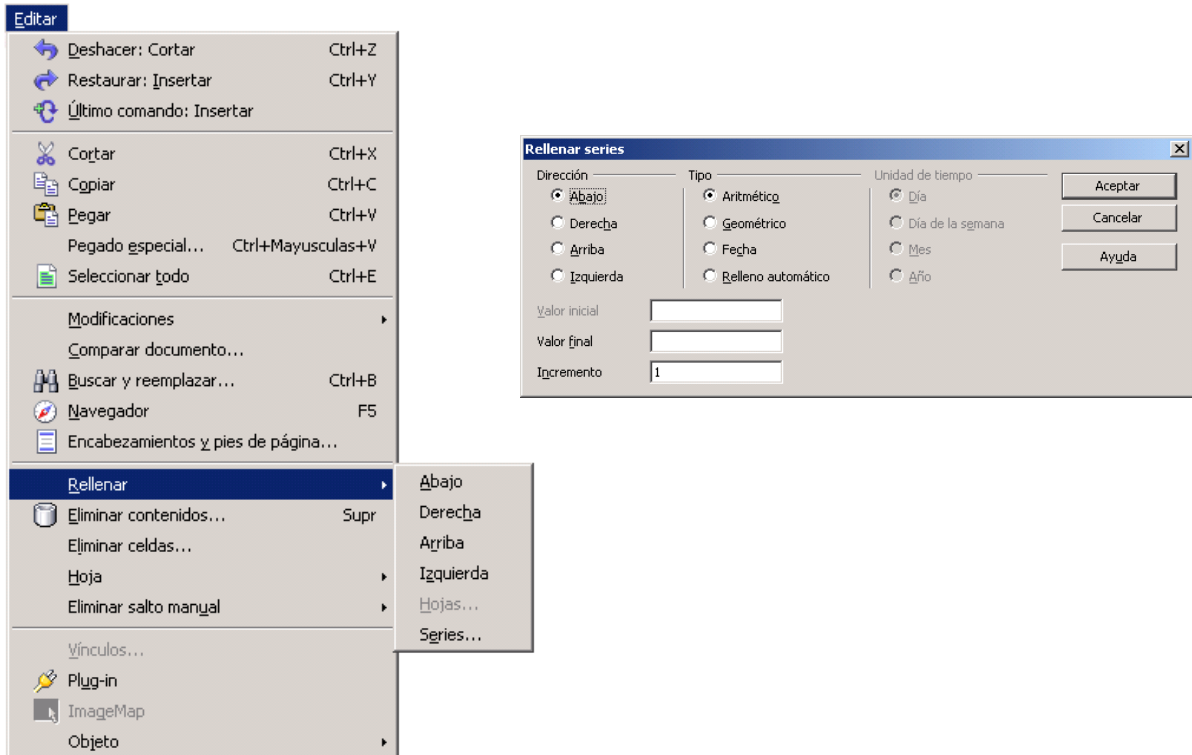 Editar
Deshacer: Cortar Ctrl+Z
Restaurar: Insertar Ctrl+Y
Último comando: Insertar
Cortar Ctrl+X
Copiar Ctrl+C
Pegar Ctrl+V
Pegado especial... Ctrl+Mayusculas+V
Seleccionar todo Ctrl+E
Modificaciones
Comparar documento...
Buscar y reemplazar... Ctrl+B
Navegador F5
Encabezamientos y pies de página...
Rellenar
Eliminar contenidos... Supr
Eliminar celdas...
Hoja
Eliminar salto manual
Vínculos...
Plug-in
ImageMap
Objeto
Abajo
Derecha
Arriba
Izquierda
Hojas...
Series...
Rellenar series
Dirección
Abajo
Derecha
Arriba
Izquierda
Tipo
Aritmético
Geométrico
Fecha
Relleno automático
Unidad de tiempo
Día
Día de la semana
Mes
Año
Aceptar
Cancelar
Ayuda
Valor inicial
Valor final
Incremento 1